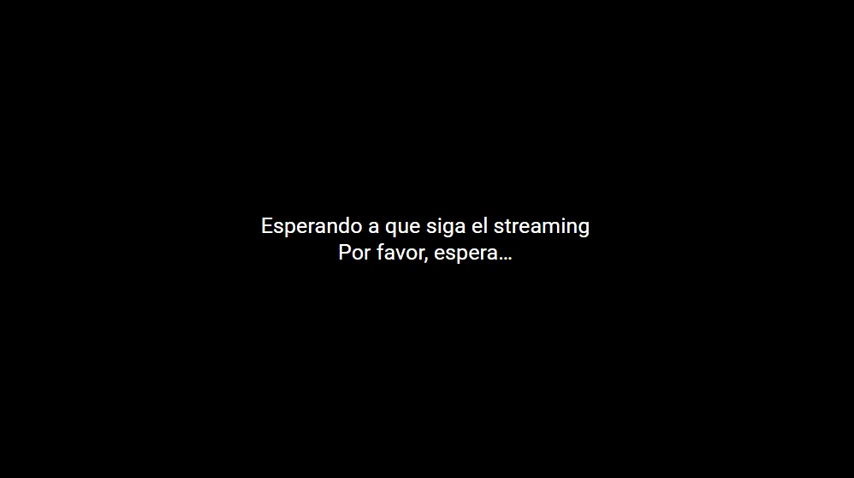 Esperando a que siga el streaming
Por favor, espera...